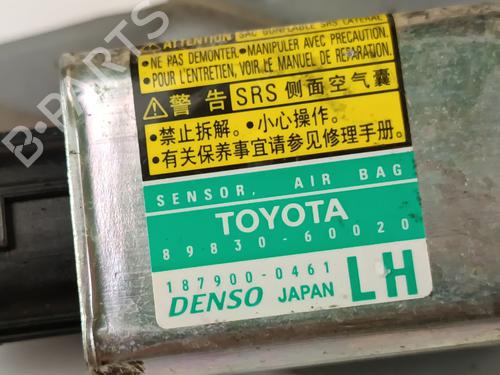 ATTENTION SAC GONFLABLE SRS LATERAL
•NE PAS DEMONTER.•MANIPULER AVEC PRECAUTION.
•POUR L'ENTRETIEN, VOIR LE MANUEL DE REPARATION.
警告 SRS 侧面空气囊
•禁止拆解。•小心操作。
•有关保养事宜请参见修理手册.
SENSOR, AIR BAG
TOYOTA
89830-60020
187900-0461
DENSO JAPAN LH
B-PARTS